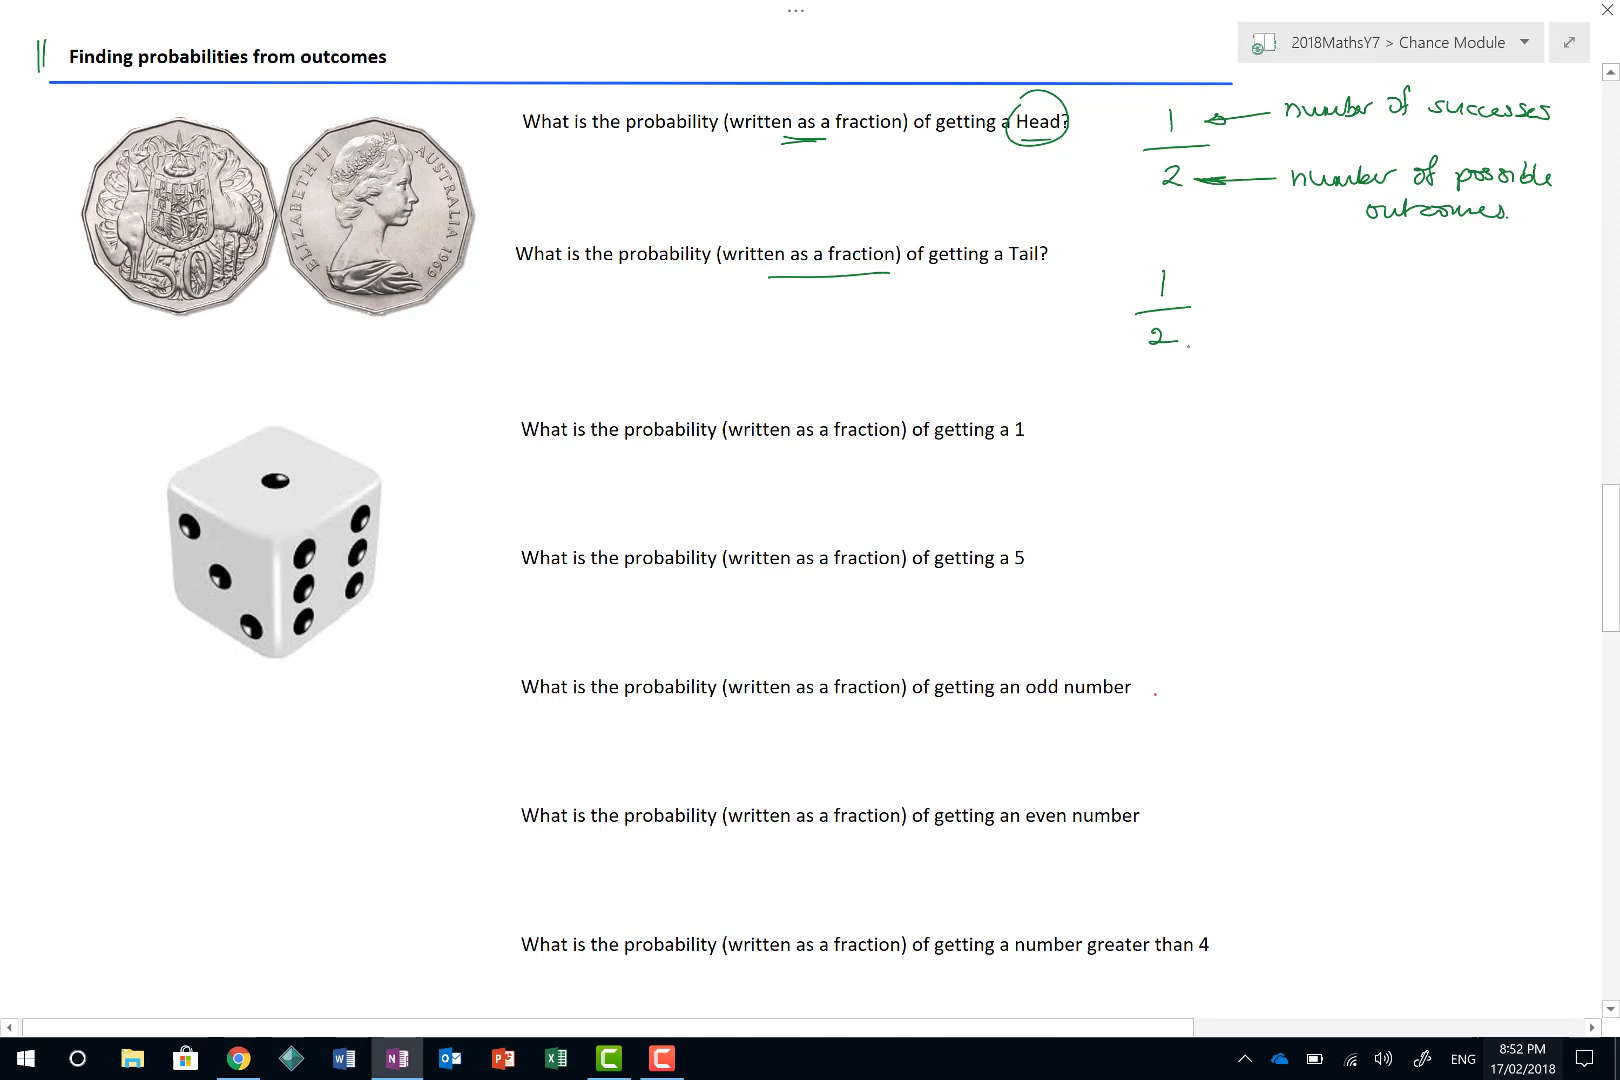 ...
2018MathsY7 > Chance Module
Finding probabilities from outcomes
What is the probability (written as a fraction) of getting a Head?
1
2
number of successes
number of possible
outcomes.
ELIZABETH II AUSTRALIA 1969
50
What is the probability (written as a fraction) of getting a Tail?
1
2.
What is the probability (written as a fraction) of getting a 1
What is the probability (written as a fraction) of getting a 5
What is the probability (written as a fraction) of getting an odd number
What is the probability (written as a fraction) of getting an even number
What is the probability (written as a fraction) of getting a number greater than 4
ENG
8:52 PM
17/02/2018